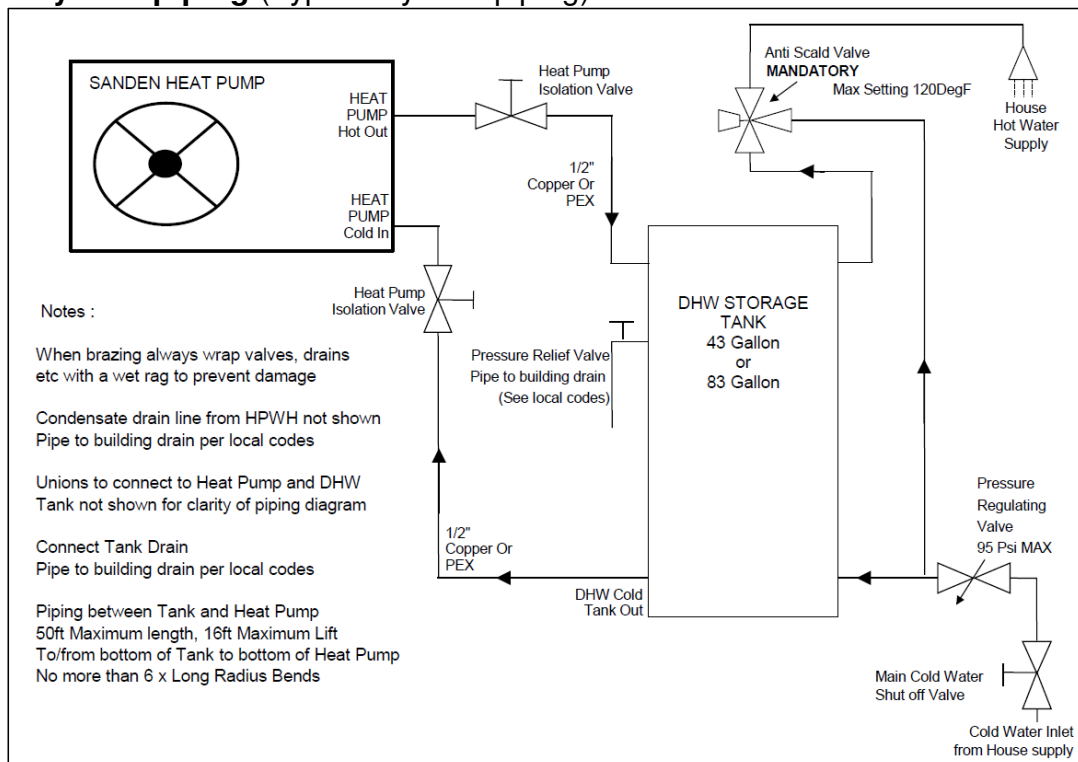 piping (Typical System piping)
SANDEN HEAT PUMP
HEAT
PUMP
Hot Out
HEAT
PUMP
Cold In
Heat Pump
Isolation Valve
Anti Scald Valve
MANDATORY
Max Setting 120DegF
House
Hot Water
Supply
1/2"
Copper Or
PEX
Heat Pump
Isolation Valve
DHW STORAGE
TANK
43 Gallon
or
83 Gallon
Pressure Relief Valve
Pipe to building drain
(See local codes)
Notes :
When brazing always wrap valves, drains
etc with a wet rag to prevent damage
Condensate drain line from HPWH not shown
Pipe to building drain per local codes
Unions to connect to Heat Pump and DHW
Tank not shown for clarity of piping diagram
Connect Tank Drain
Pipe to building drain per local codes
Piping between Tank and Heat Pump
50ft Maximum length, 16ft Maximum Lift
To/from bottom of Tank to bottom of Heat Pump
No more than 6 x Long Radius Bends
1/2"
Copper Or
PEX
DHW Cold
Tank Out
Pressure
Regulating
Valve
95 Psi MAX
Main Cold Water
Shut off Valve
Cold Water Inlet
from House supply